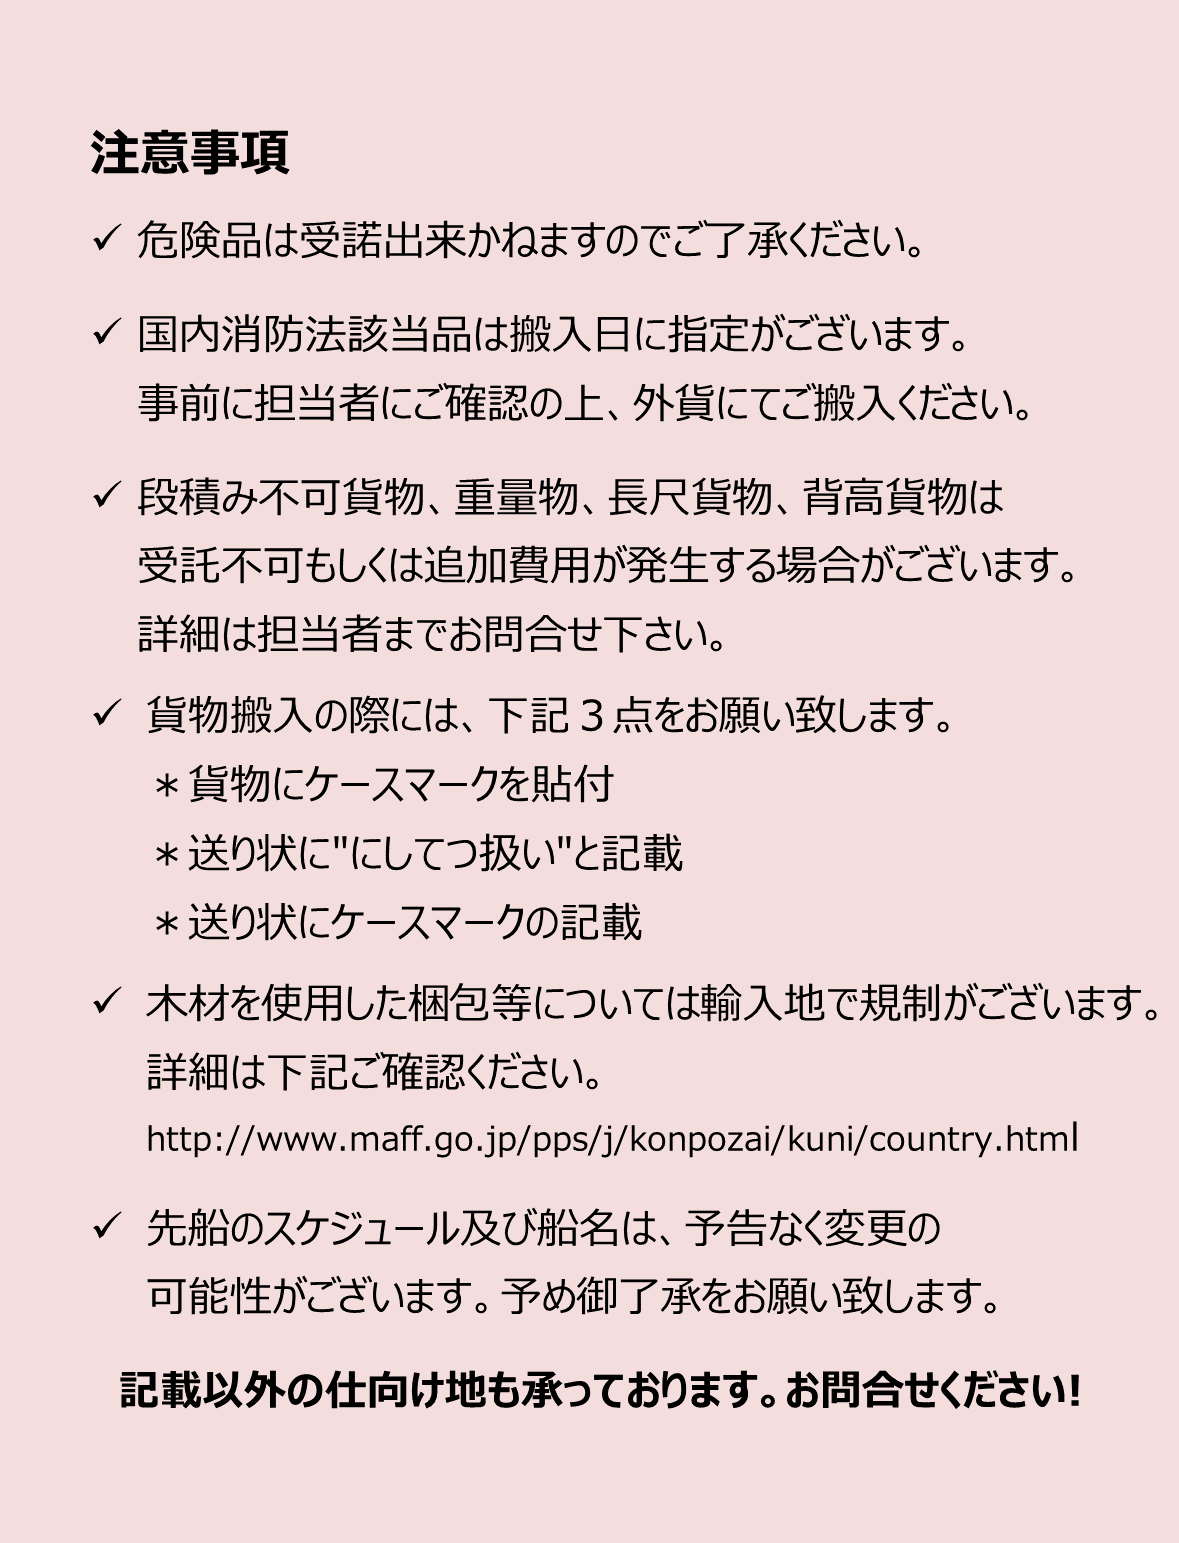 注意事項
✓ 危険品は受諾出来かねますのでご了承ください。
✓ 国内消防法該当品は搬入日に指定がございます。
事前に担当者にご確認の上、外貨にてご搬入ください。
✓ 段積み不可貨物、重量物、長尺貨物、背高貨物は
受託不可もしくは追加費用が発生する場合がございます。
詳細は担当者までお問合せ下さい。
✓ 貨物搬入の際には、下記３点をお願い致します。
＊貨物にケースマークを貼付
＊送り状に"にしてつ扱い"と記載
＊送り状にケースマークの記載
✓ 木材を使用した梱包等については輸入地で規制がございます。
詳細は下記ご確認ください。
http://www.maff.go.jp/pps/j/konpozai/kuni/country.html
✓ 先船のスケジュール及び船名は、予告なく変更の
可能性がございます。予め御了承をお願い致します。
記載以外の仕向け地も承っております。お問合せください!